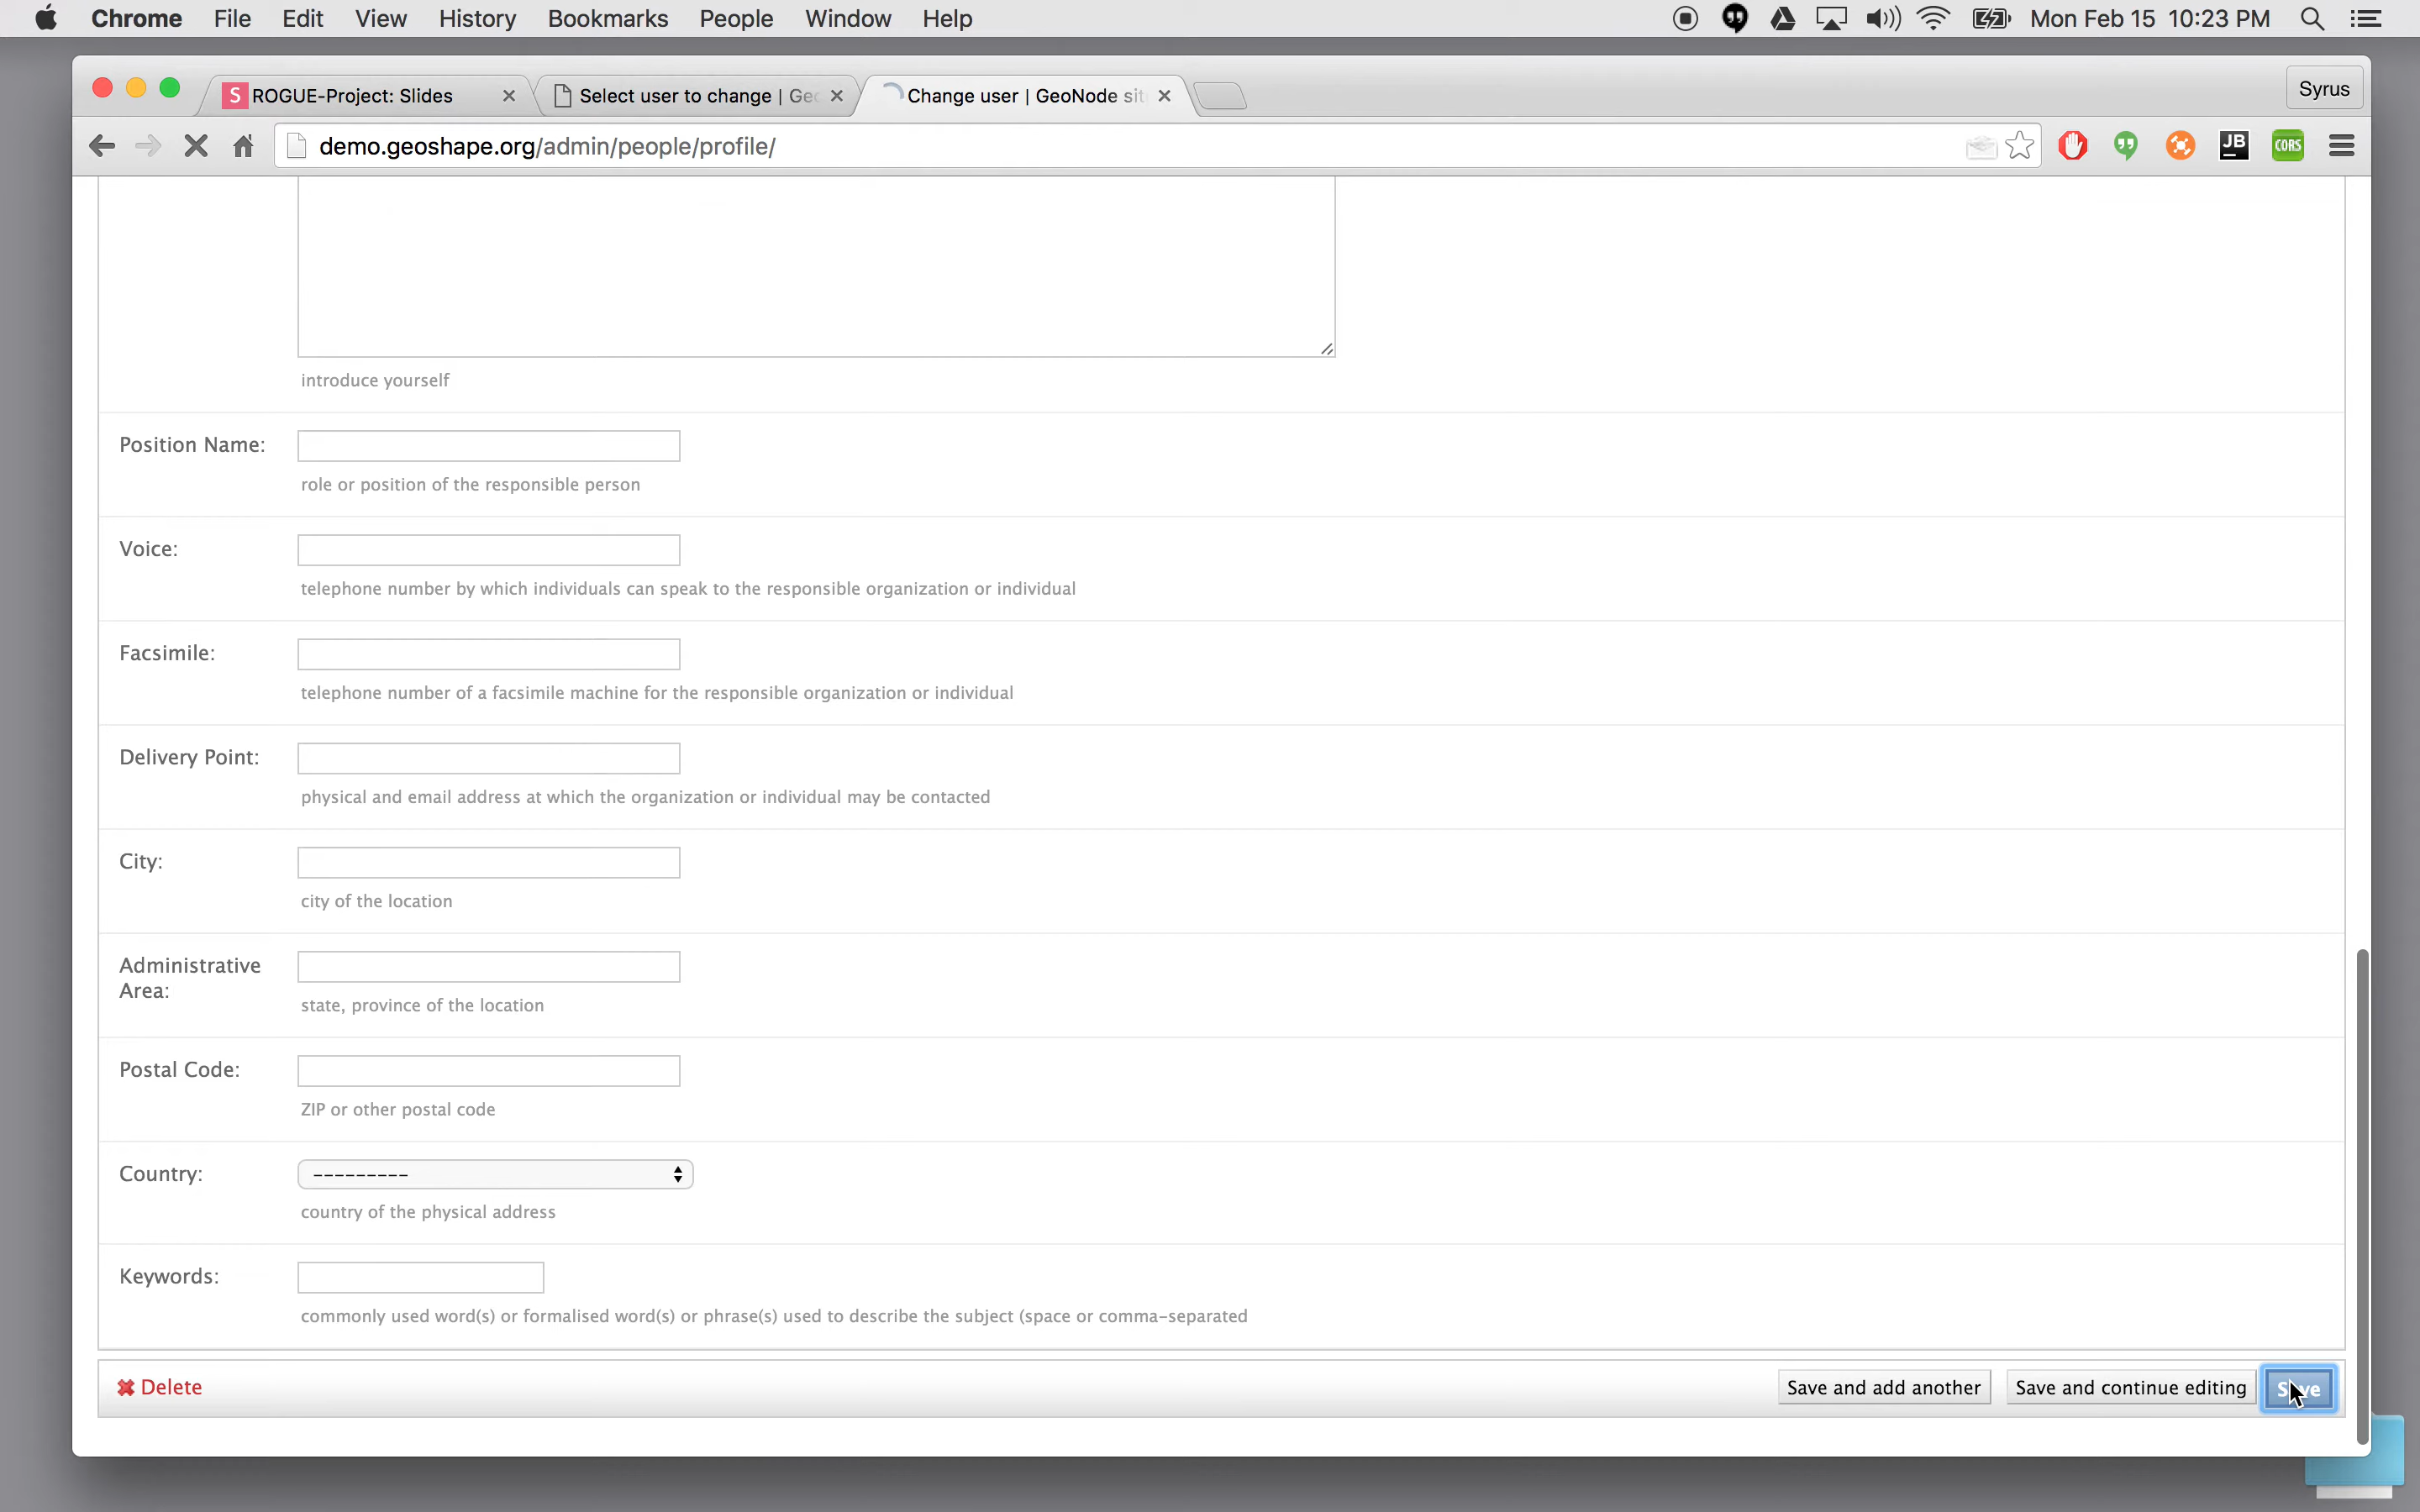 Chrome File Edit View History Bookmarks People Window Help Mon Feb 15 10:23 PM
S ROGUE-Project: Slides Select user to change | Geo Change user | GeoNode sit Syrus
demo.geoshape.org/admin/people/profile/ JB CORS
introduce yourself
Position Name:
role or position of the responsible person
Voice:
telephone number by which individuals can speak to the responsible organization or individual
Facsimile:
telephone number of a facsimile machine for the responsible organization or individual
Delivery Point:
physical and email address at which the organization or individual may be contacted
City:
city of the location
Administrative
Area:
state, province of the location
Postal Code:
ZIP or other postal code
Country: ---------
country of the physical address
Keywords:
commonly used word(s) or formalised word(s) or phrase(s) used to describe the subject (space or comma-separated
Delete Save and add another Save and continue editing Save